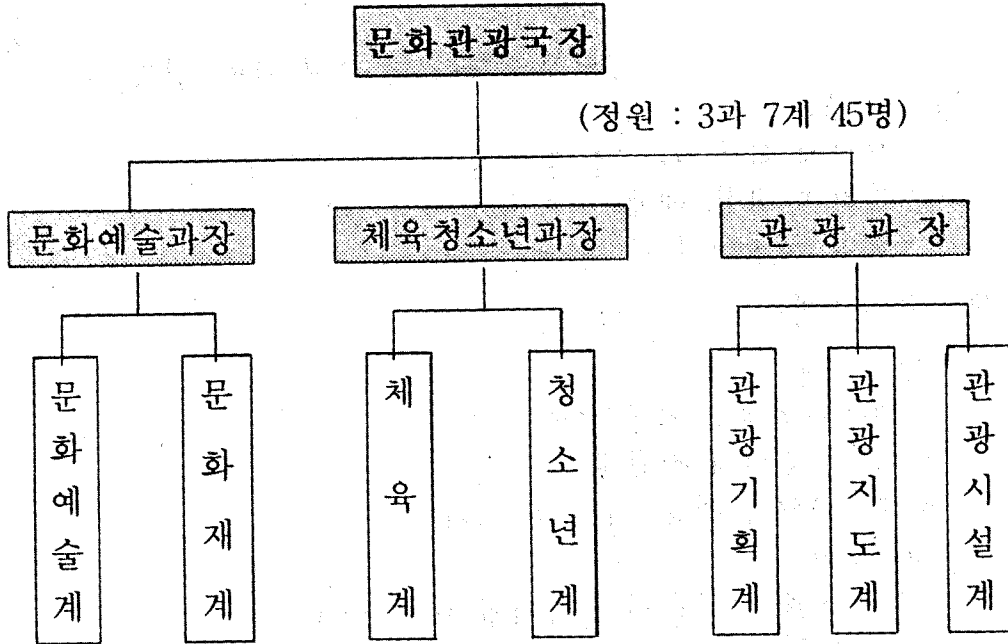 문화관광국장
(정원 : 3과 7계 45명)
문화예술과장
체육청소년과장
관 광 과 장
문화예술계
문화재계
체육계
청소년계
관광기획계
관광지도계
관광시설계